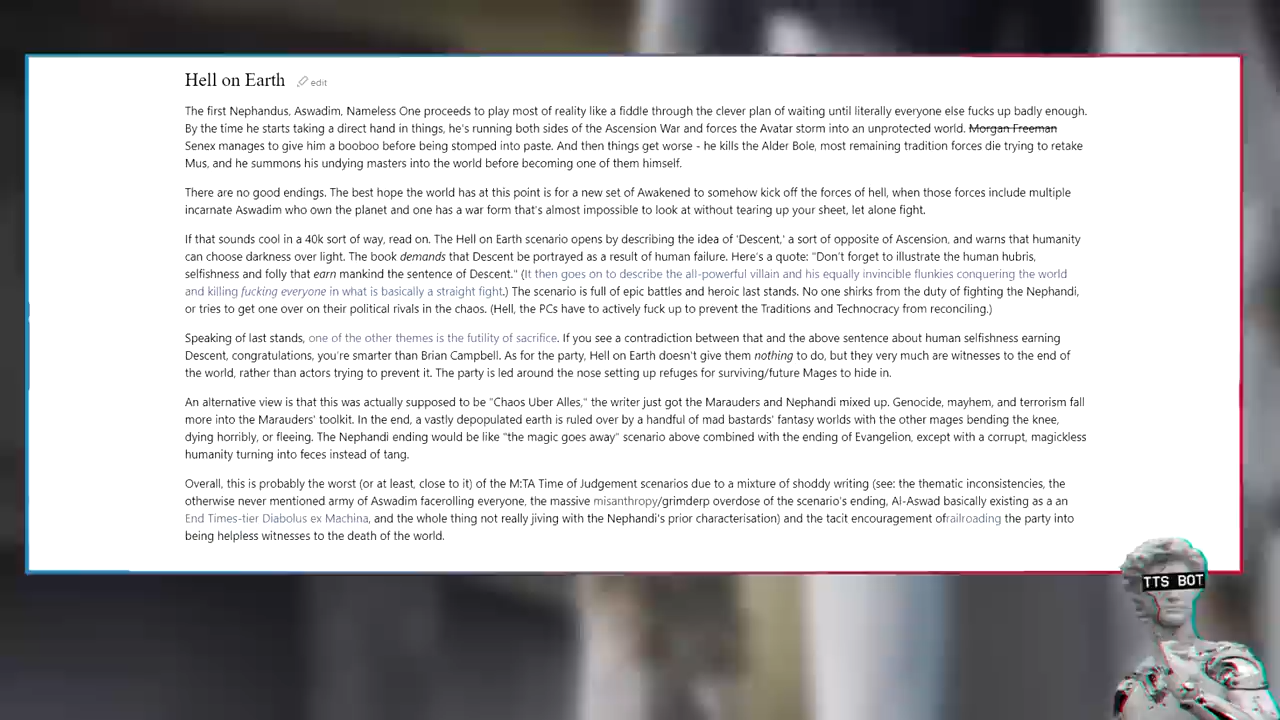 Hell on Earth edit
The first Nephandus, Aswadim, Nameless One proceeds to play most of reality like a fiddle through the clever plan of waiting until literally everyone else fucks up badly enough.
By the time he starts taking a direct hand in things, he's running both sides of the Ascension War and forces the Avatar storm into an unprotected world. Morgan Freeman
Senex manages to give him a booboo before being stomped into paste. And then things get worse - he kills the Alder Bole, most remaining tradition forces die trying to retake
Mus, and he summons his undying masters into the world before becoming one of them himself.
There are no good endings. The best hope the world has at this point is for a new set of Awakened to somehow kick off the forces of hell, when those forces include multiple
incarnate Aswadim who own the planet and one has a war form that's almost impossible to look at without tearing up your sheet, let alone fight.
If that sounds cool in a 40k sort of way, read on. The Hell on Earth scenario opens by describing the idea of 'Descent,' a sort of opposite of Ascension, and warns that humanity
can choose darkness over light. The book demands that Descent be portrayed as a result of human failure. Here's a quote: "Don't forget to illustrate the human hubris,
selfishness and folly that earn mankind the sentence of Descent." (It then goes on to describe the all-powerful villain and his equally invincible flunkies conquering the world
and killing fucking everyone in what is basically a straight fight.) The scenario is full of epic battles and heroic last stands. No one shirks from the duty of fighting the Nephandi,
or tries to get one over on their political rivals in the chaos. (Hell, the PCs have to actively fuck up to prevent the Traditions and Technocracy from reconciling.)
Speaking of last stands, one of the other themes is the futility of sacrifice. If you see a contradiction between that and the above sentence about human selfishness earning
Descent, congratulations, you're smarter than Brian Campbell. As for the party, Hell on Earth doesn't give them nothing to do, but they very much are witnesses to the end of
the world, rather than actors trying to prevent it. The party is led around the nose setting up refuges for surviving/future Mages to hide in.
An alternative view is that this was actually supposed to be "Chaos Uber Alles," the writer just got the Marauders and Nephandi mixed up. Genocide, mayhem, and terrorism fall
more into the Marauders' toolkit. In the end, a vastly depopulated earth is ruled over by a handful of mad bastards' fantasy worlds with the other mages bending the knee,
dying horribly, or fleeing. The Nephandi ending would be like "the magic goes away" scenario above combined with the ending of Evangelion, except with a corrupt, magickless
humanity turning into feces instead of tang.
Overall, this is probably the worst (or at least, close to it) of the M:TA Time of Judgement scenarios due to a mixture of shoddy writing (see: the thematic inconsistencies, the
otherwise never mentioned army of Aswadim facerolling everyone, the massive misanthropy/grimderp overdose of the scenario's ending, Al-Aswad basically existing as a an
End Times-tier Diabolus ex Machina, and the whole thing not really jiving with the Nephandi's prior characterisation) and the tacit encouragement ofrailroading the party into
being helpless witnesses to the death of the world.
TTS BOT